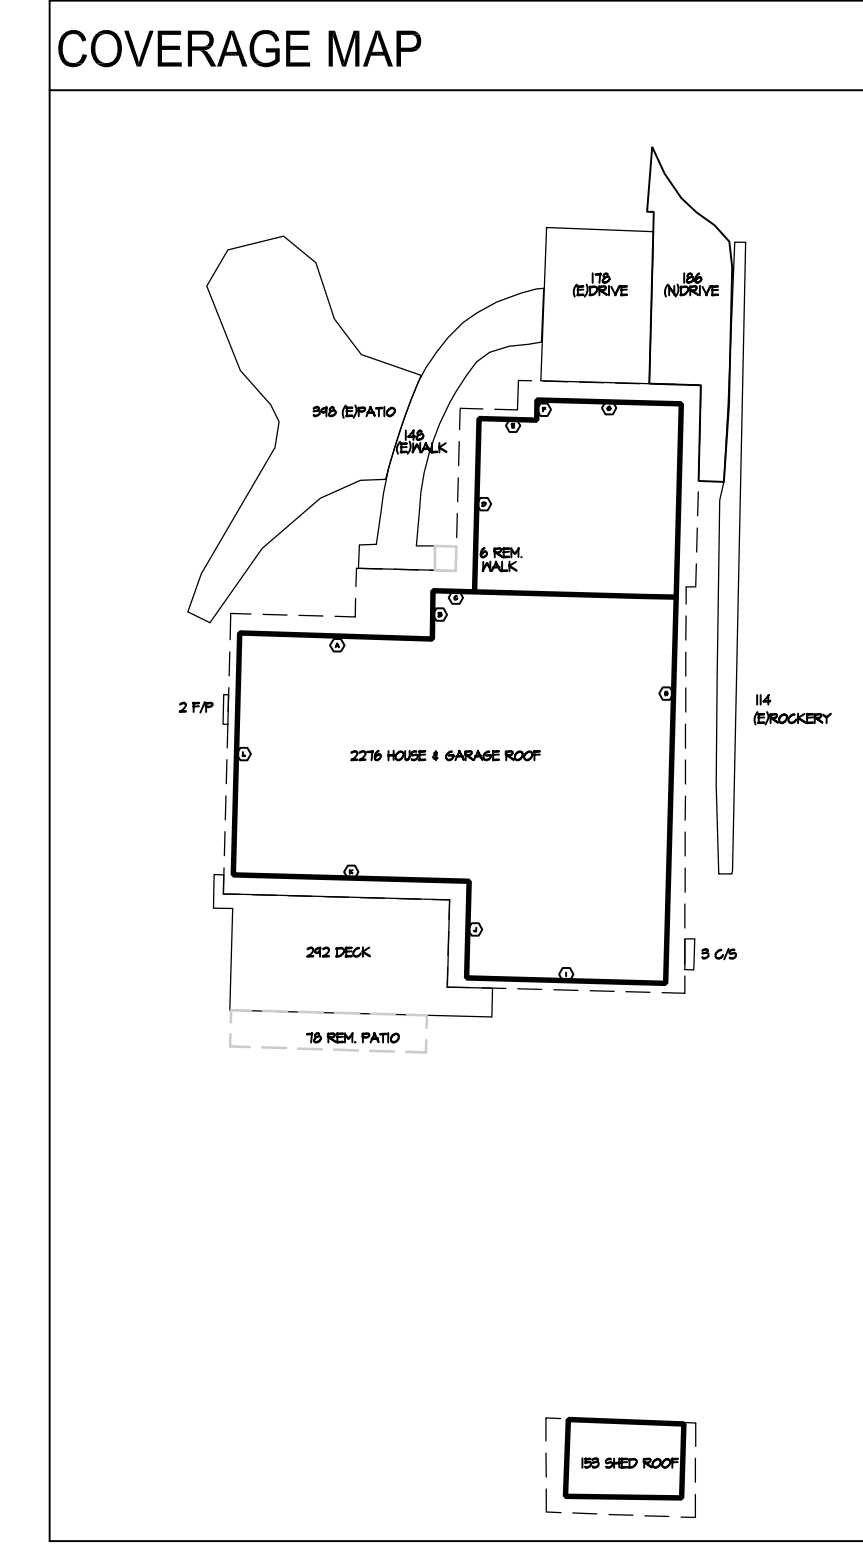 COVERAGE MAP
178
(E)DRIVE
186
(N)DRIVE
398 (E)PATIO
148
(E)WALK
G
F
E
D
6 REM.
WALK
C
B
A
H
2 F/P
114
(E)ROCKERY
L
2276 HOUSE & GARAGE ROOF
K
J
292 DECK
3 C/S
I
78 REM. PATIO
153 SHED ROOF